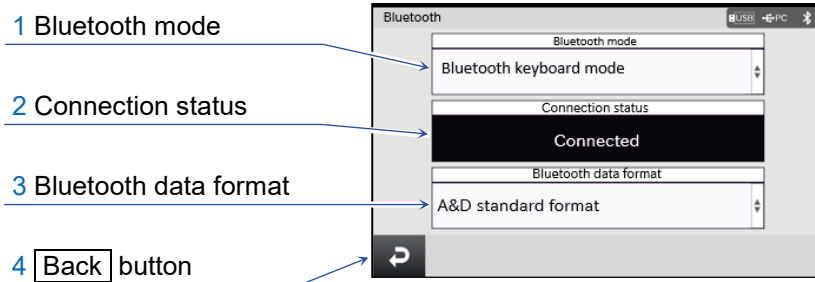 1 Bluetooth mode
2 Connection status
3 Bluetooth data format
4 Back button
Bluetooth
USB PC
Bluetooth mode
Bluetooth keyboard mode
Connection status
Connected
Bluetooth data format
A&D standard format